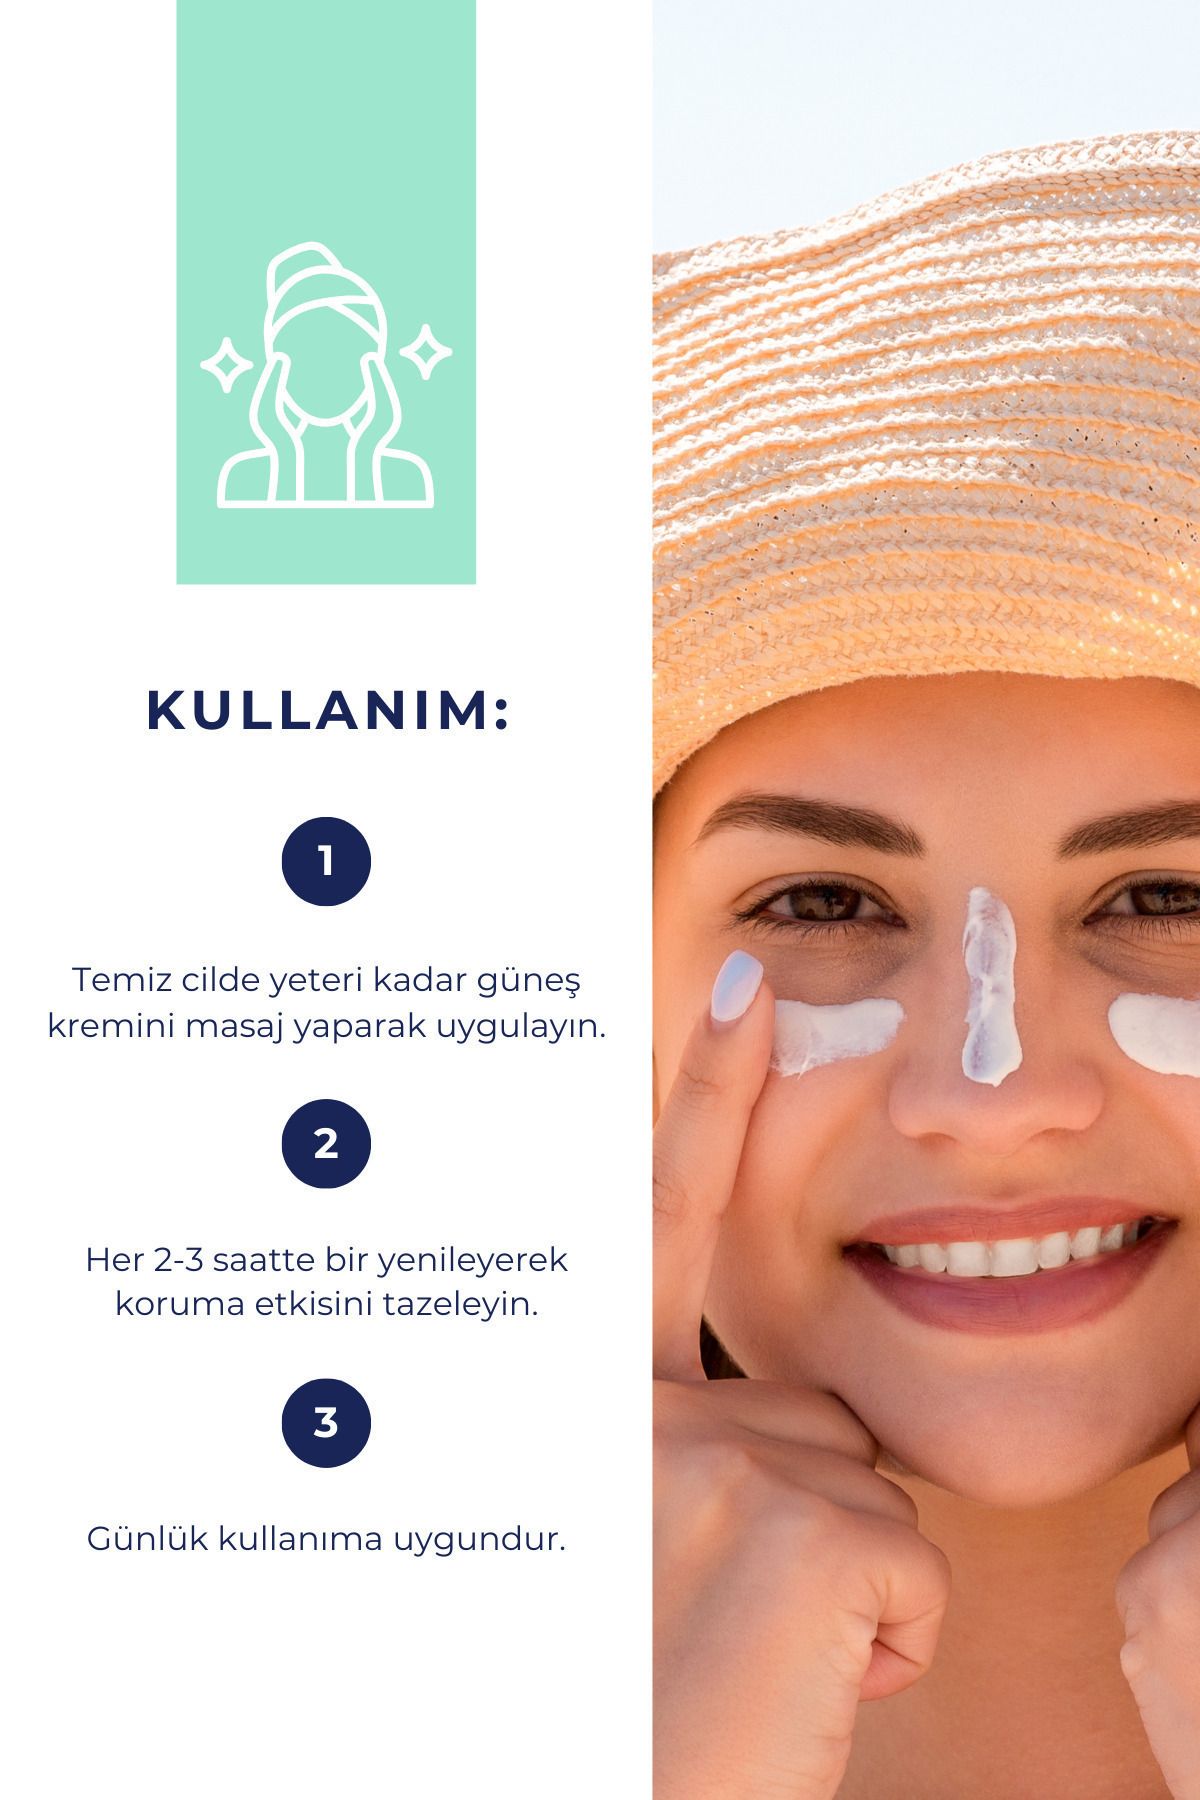 KULLANIM:
1
Temiz cilde yeteri kadar güneş
kremini masaj yaparak uygulayın.
2
Her 2-3 saatte bir yenileyerek
koruma etkisini tazeleyin.
3
Günlük kullanıma uygundur.